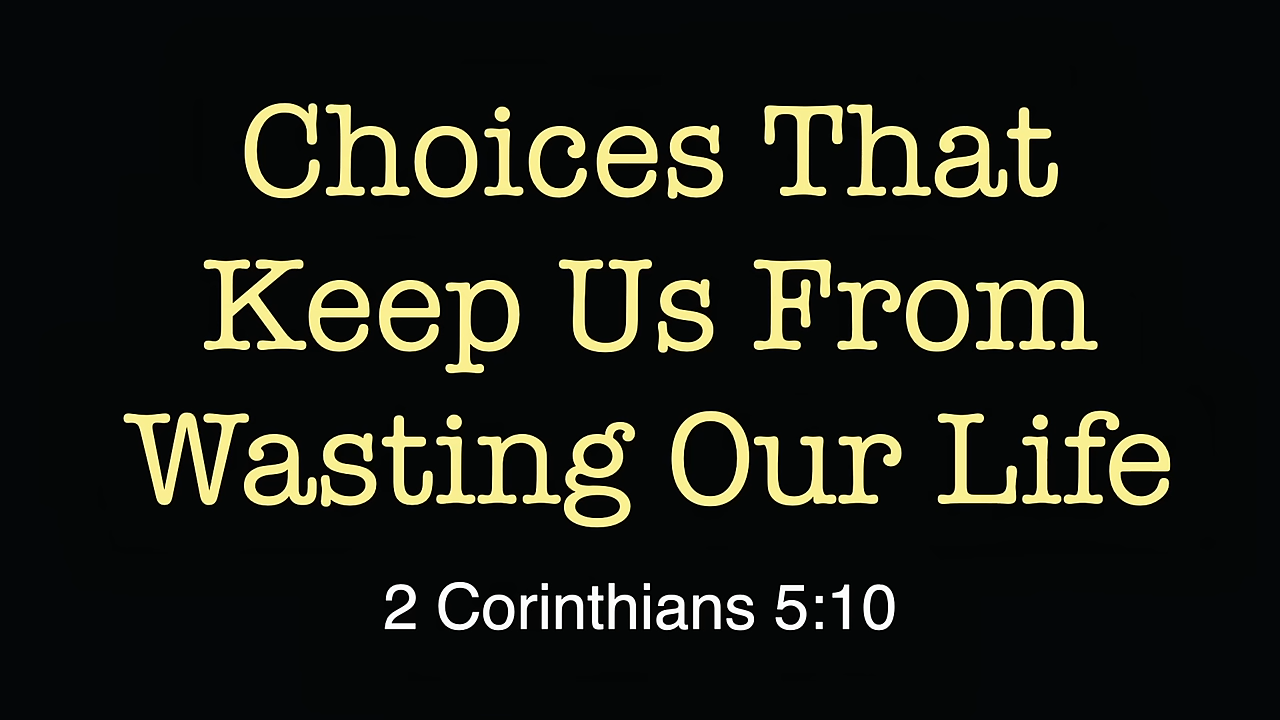 Choices That
Keep Us From
Wasting Our Life
2 Corinthians 5:10